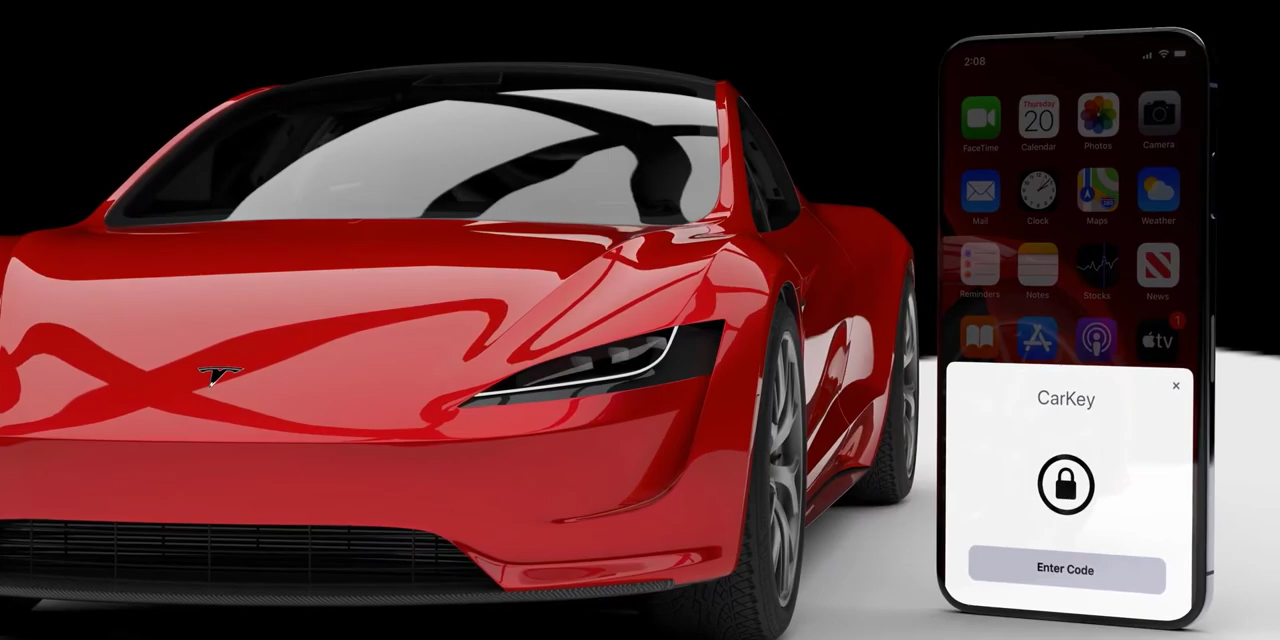 2:08
FaceTime
Thursday
20
Calendar
Photos
Camera
Mail
Clock
Maps
Weather
Reminders
Notes
Stocks
News
1
tv
CarKey
×
Enter Code